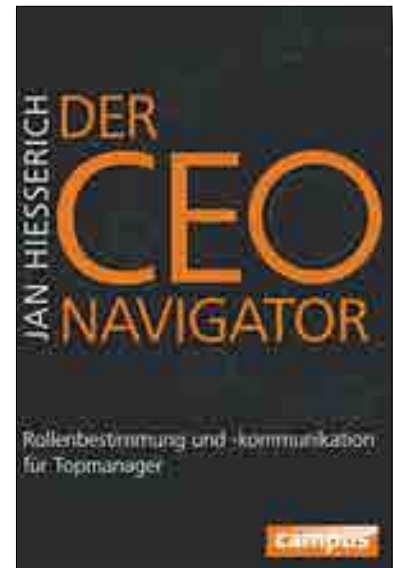 JAN HIESSERICH
DER
CEO
NAVIGATOR
Rollenbestimmung und -kommunikation
für Topmanager
campus